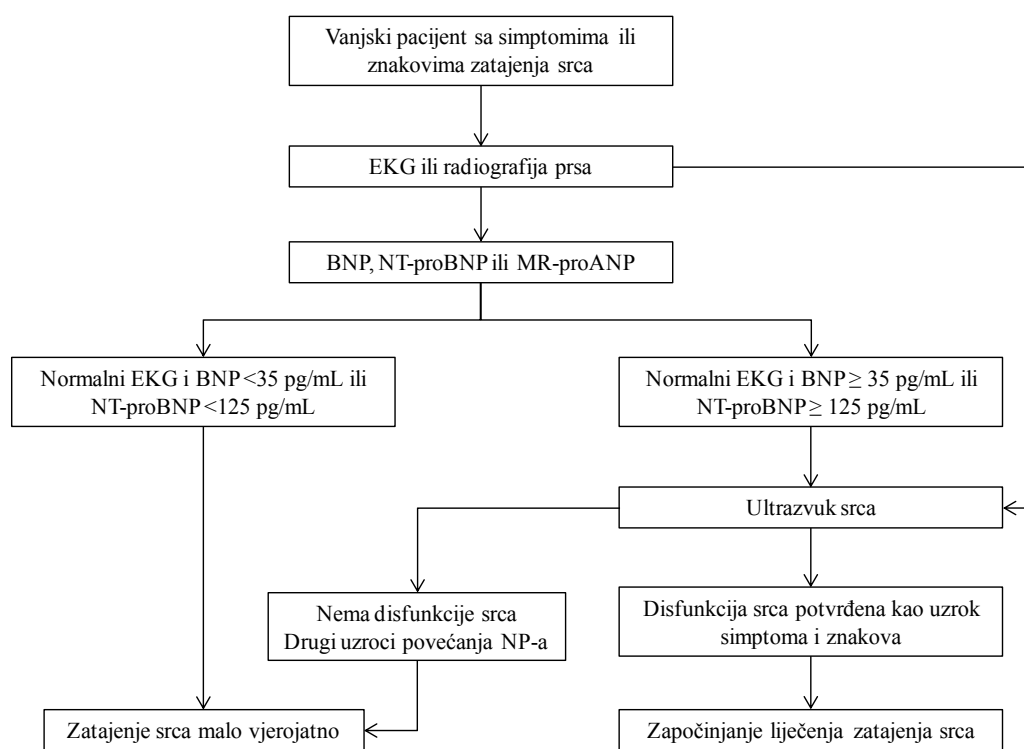 Vanjski pacijent sa simptomima ili
znakovima zatajenja srca
EKG ili radiografija prsa
BNP, NT-proBNP ili MR-proANP
Normalni EKG i BNP <35 pg/mL ili
NT-proBNP <125 pg/mL
Normalni EKG i BNP ≥ 35 pg/mL ili
NT-proBNP ≥ 125 pg/mL
Ultrazvuk srca
Nema disfunkcije srca
Drugi uzroci povećanja NP-a
Disfunkcija srca potvrđena kao uzrok
simptoma i znakova
Zatajenje srca malo vjerojatno
Započinjanje liječenja zatajenja srca